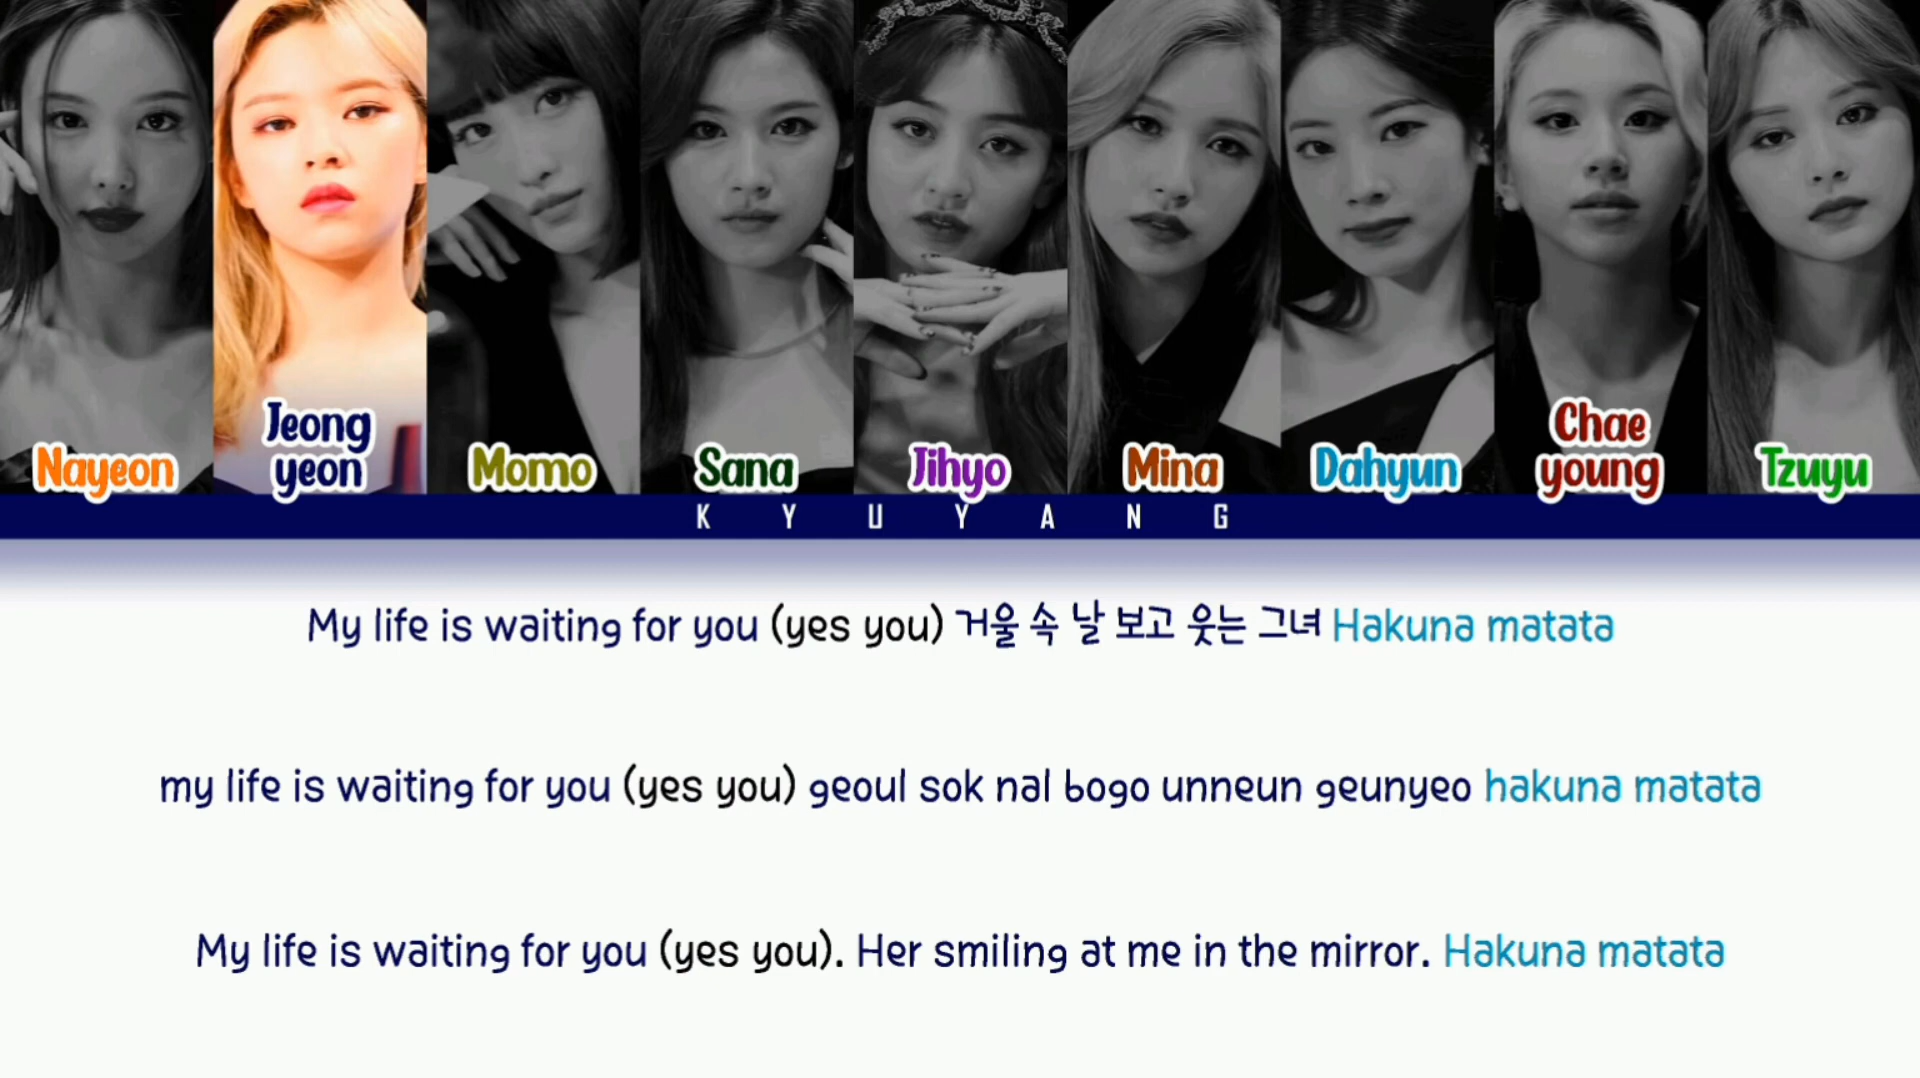 Nayeon
Jeong
yeon
Momo
Sana
Jihyo
Mina
Dahyun
Chae
young
Tzuyu
KYUYANG
My life is waiting for you (yes you) 거울 속 날 보고 웃는 그녀 Hakuna matata
my life is waiting for you (yes you) geoul sok nal bogo unneun geunyeo hakuna matata
My life is waiting for you (yes you). Her smiling at me in the mirror. Hakuna matata